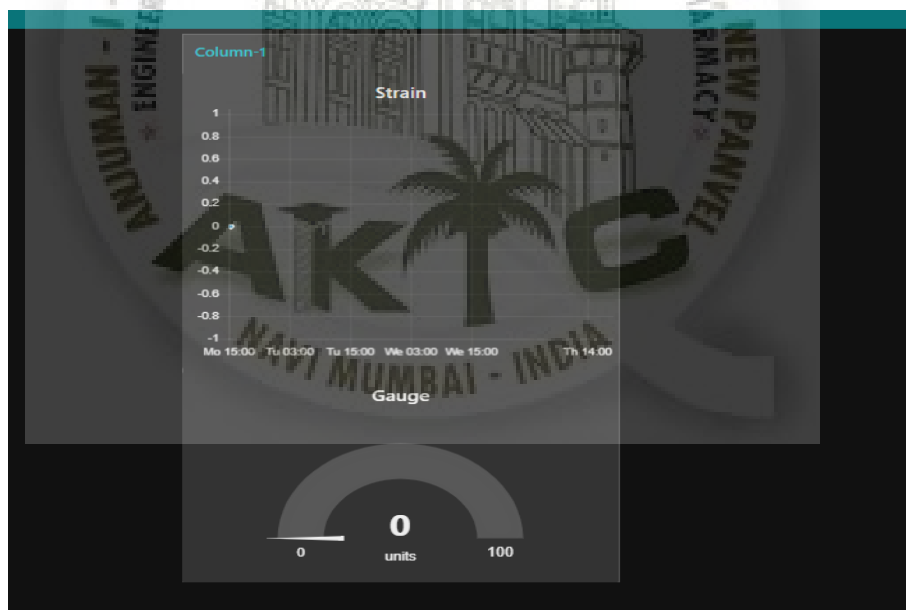 Column-1
Strain
1
0.8
0.6
0.4
0.2
0
-0.2
-0.4
-0.6
-0.8
-1
Mo 15:00 Tu 03:00 Tu 15:00 We 03:00 We 15:00 Th 14:00
Gauge
0
units
0 100
ANJUMAN - I
ENGINEE
ARMACY
NEW PANVEL
AKTC
NAVI MUMBAI - INDIA